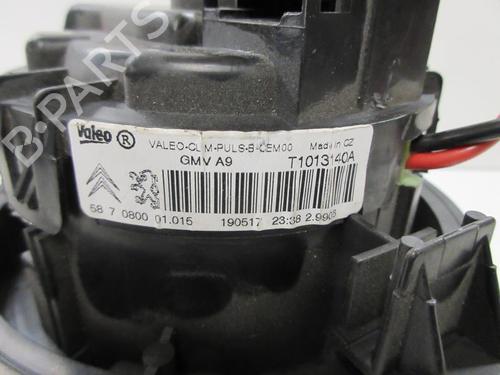 B-PARTS
Valeo ® VALEO-CLIM-PULS-B-CEM00 Made in CZ
GMV A9 T1013140A
58 7 0800 01.015 190517 23:38 2.9908